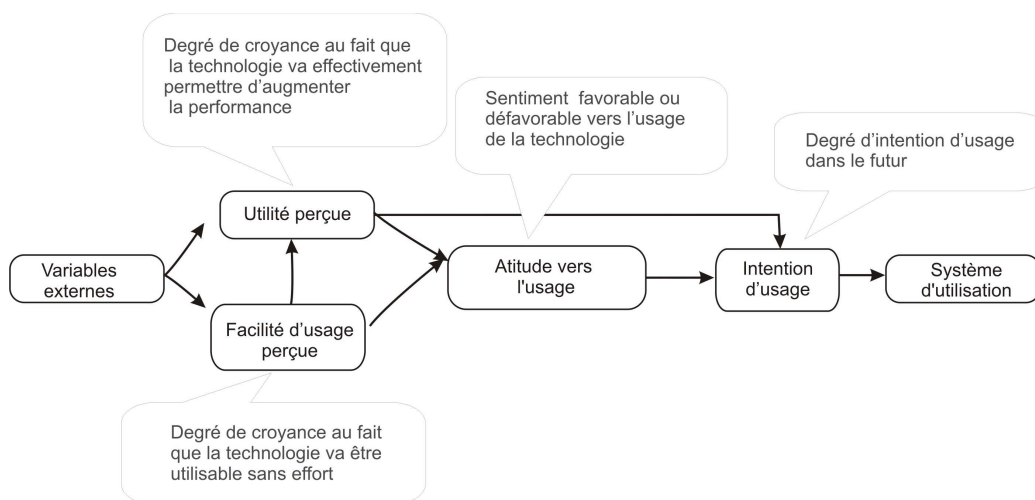 Degré de croyance au fait que
la technologie va effectivement
permettre d'augmenter
la performance
Sentiment favorable ou
défavorable vers l'usage
de la technologie
Degré d'intention d'usage
dans le futur
Utilité perçue
Variables
externes
Atitude vers
l'usage
Intention
d'usage
Système
d'utilisation
Facilité d'usage
perçue
Degré de croyance au fait
que la technologie va être
utilisable sans effort